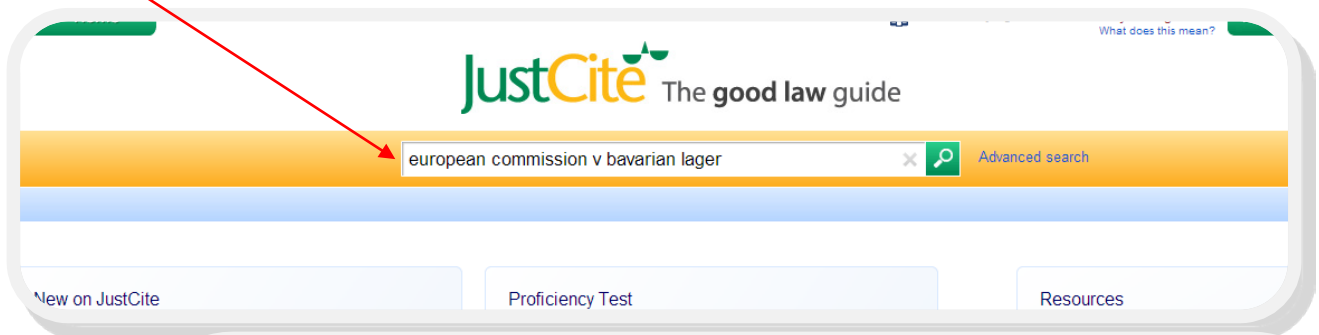 What does this mean?
JustCite The good law guide
european commission v bavarian lager
Advanced search
New on JustCite
Proficiency Test
Resources